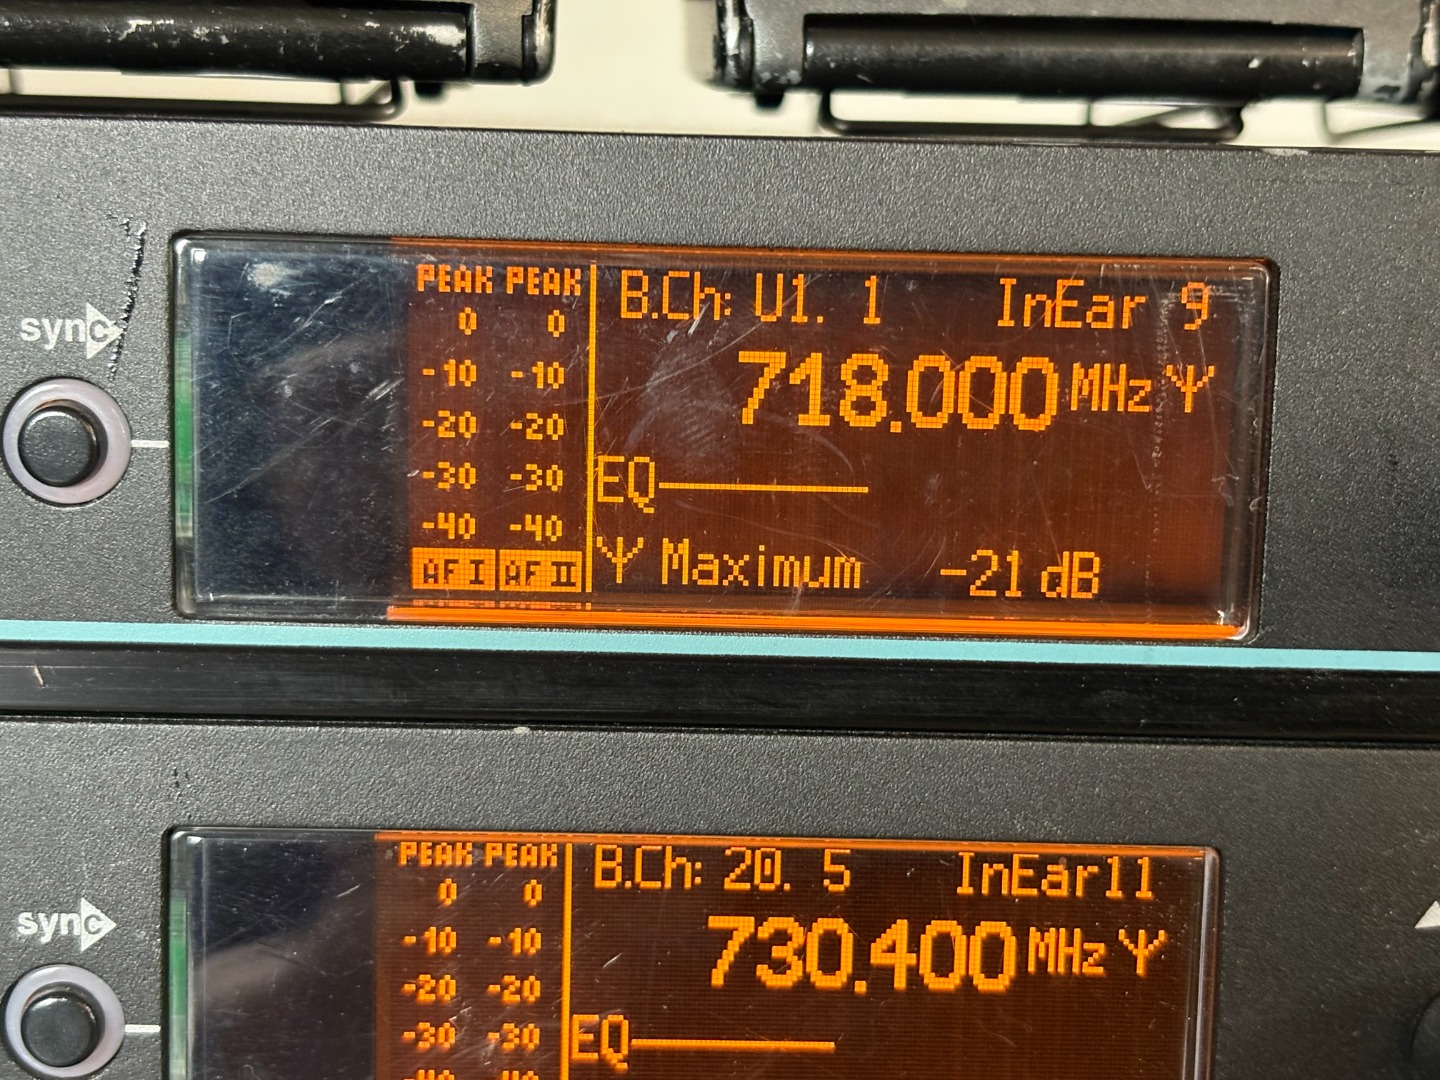 sync
PEAK PEAK
0 0
-10 -10
-20 -20
-30 -30
-40 -40
AF I AF II
B.Ch: U1. 1 InEar 9
718.000 MHz
EQ
Maximum -21 dB
sync
PEAK PEAK
0 0
-10 -10
-20 -20
-30 -30
B.Ch: 20. 5 InEar11
730.400 MHz
EQ